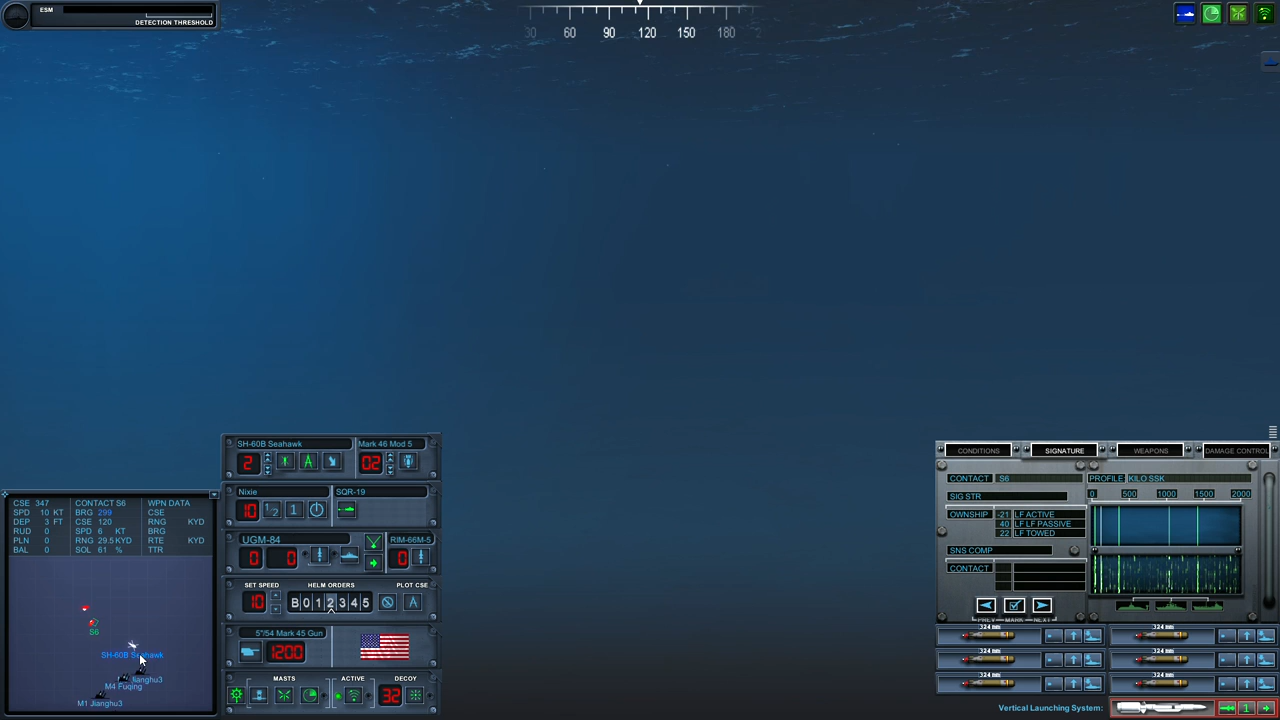 ESM
DETECTION THRESHOLD
30 60 90 120 150 180
CSE 347
SPD 10 KT
DEP 3 FT
RUD 0
PLN 0
BAL 0
CONTACT S6
BRG 299
CSE 120
SPD 6 KT
RNG 29.5 KYD
SOL 61 %
WPN DATA
CSE
RNG KYD
BRG
RTE KYD
TTR
S6
SH-60B Seahawk
Jianghu3
M4 Fuqing
M1 Jianghu3
SH-60B Seahawk
Mark 46 Mod 5
2
02
Nixie
SQR-19
10
1/2
1
UGM-84
RIM-66M-5
0 0 0
SET SPEED
HELM ORDERS
PLOT CSE
10
B 0 1 2 3 4 5
5"/54 Mark 45 Gun
1200
MASTS
ACTIVE
DECOY
32
CONDITIONS
SIGNATURE
WEAPONS
DAMAGE CONTROL
CONTACT S6
PROFILE KILO SSK
SIG STR
0 500 1000 1500 2000
OWNSHIP -21 LF ACTIVE
40 LF LF PASSIVE
22 LF TOWED
SNS COMP
CONTACT
PREV MARK NEXT
324 mm
324 mm
324 mm
324 mm
324 mm
324 mm
Vertical Launching System:
1